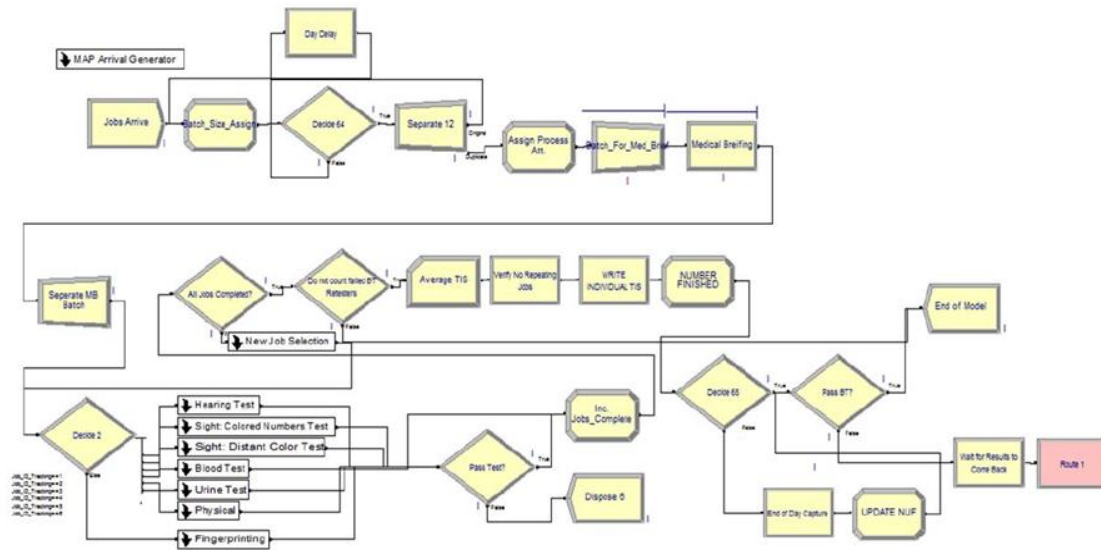 Day Delay
MAP Arrival Generator
Jobs Arrive
Batch_Size_Assign
Decide 64
True
False
Separate 12
Original
Duplicate
Assign Process
Arr.
Batch_For_Med_Brief
Medical Breifing
Seperate MB
Batch
All Jobs Completed?
True
False
Do not count failed BT
Retesters
True
False
Average TIS
Verify No Repeating
Jobs
WRITE
INDIVIDUAL TIS
NUMBER
FINISHED
End of Model
New Job Selection
Decide 2
Else
Hearing Test
Sight: Colored Numbers Test
Sight: Distant Color Test
Blood Test
Urine Test
Physical
Fingerprinting
Pass Test?
True
False
Inc.
Jobs_Complete
Dispose 6
Decide 65
True
False
Pass BT?
True
False
Wait for Results to
Come Back
Route 1
End of Day Capture
UPDATE NUF